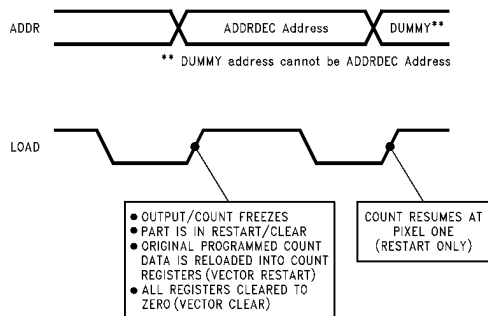 ADDR
ADDRDEC Address
DUMMY**
** DUMMY address cannot be ADDRDEC Address
LOAD
● OUTPUT/COUNT FREEZES
● PART IS IN RESTART/CLEAR
● ORIGINAL PROGRAMMED COUNT
DATA IS RELOADED INTO COUNT
REGISTERS (VECTOR RESTART)
● ALL REGISTERS CLEARED TO
ZERO (VECTOR CLEAR)
COUNT RESUMES AT
PIXEL ONE
(RESTART ONLY)